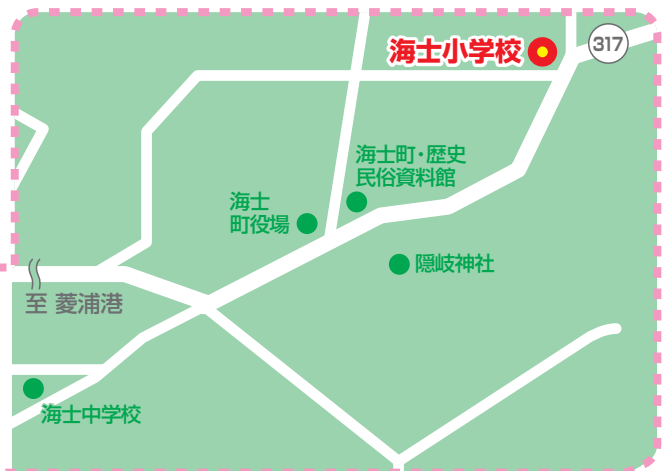 海士小学校
317
海士町・歴史
民俗資料館
海士
町役場
隠岐神社
至 菱浦港
海士中学校